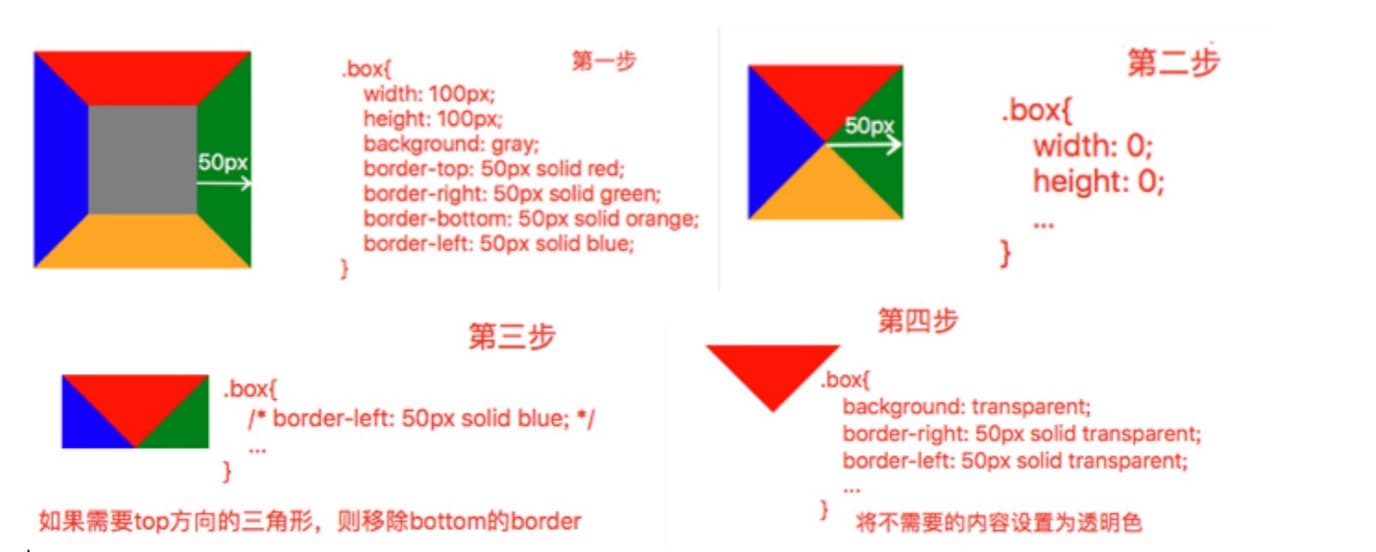 第一步
.box{
width: 100px;
height: 100px;
background: gray;
border-top: 50px solid red;
border-right: 50px solid green;
border-bottom: 50px solid orange;
border-left: 50px solid blue;
}
50px
第二步
.box{
width: 0;
height: 0;
...
}
50px
第三步
.box{
/* border-left: 50px solid blue; */
...
}
如果需要top方向的三角形，则移除bottom的border
第四步
.box{
background: transparent;
border-right: 50px solid transparent;
border-left: 50px solid transparent;
...
}
将不需要的内容设置为透明色